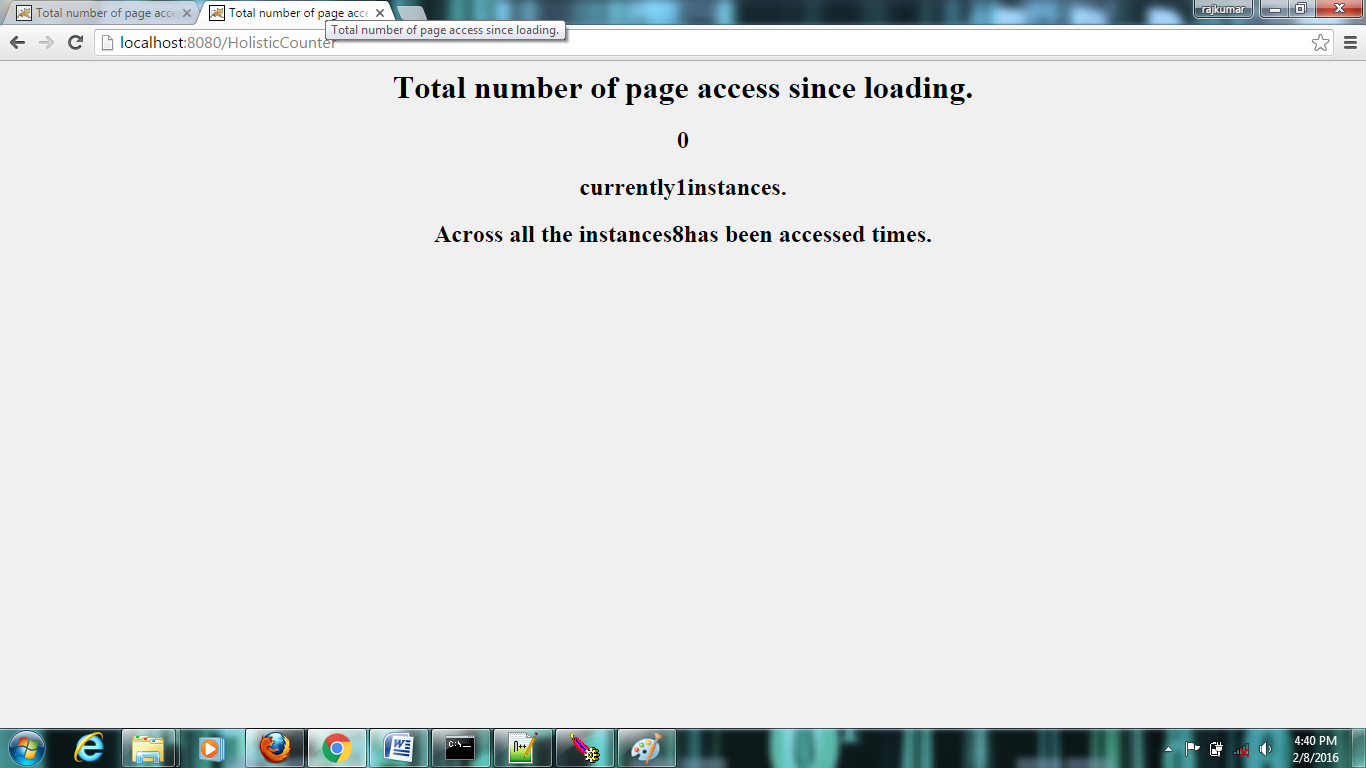 Total number of page acce
Total number of page acce
rajkumar
Total number of page access since loading.
localhost:8080/HolisticCounter
Total number of page access since loading.
0
currently1instances.
Across all the instances8has been accessed times.
4:40 PM
2/8/2016